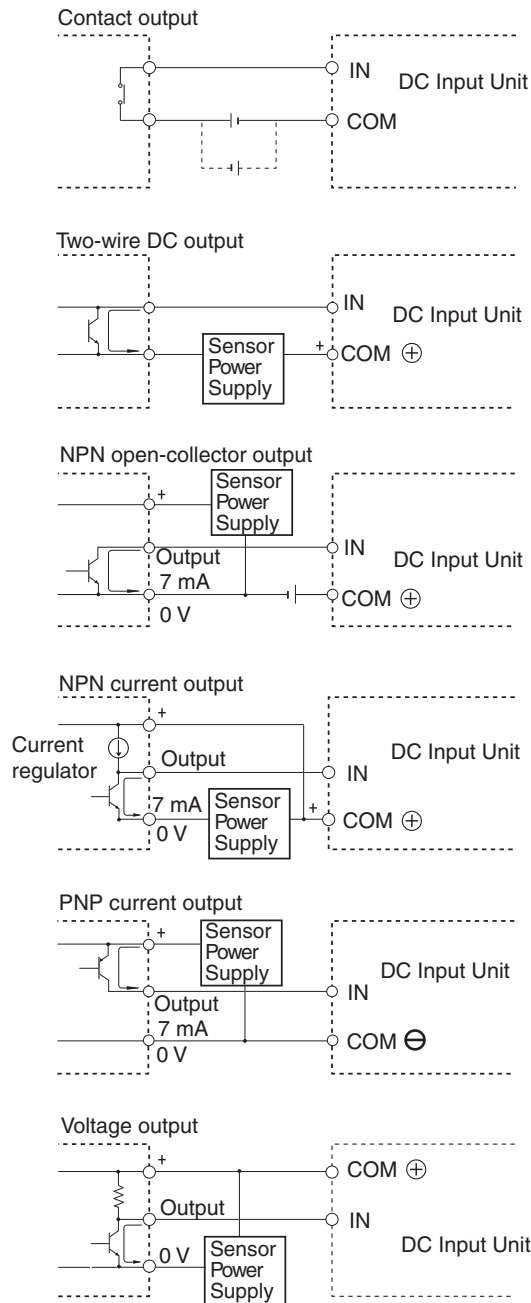 Contact output
IN
DC Input Unit
COM
Two-wire DC output
IN
DC Input Unit
Sensor
Power
Supply
+
COM ⊕
NPN open-collector output
+
Sensor
Power
Supply
Output
IN
DC Input Unit
7 mA
COM ⊕
0 V
NPN current output
+
Current
regulator
Output
IN
DC Input Unit
7 mA
0 V
Sensor
Power
Supply
+
COM ⊕
PNP current output
+
Sensor
Power
Supply
DC Input Unit
Output
IN
7 mA
0 V
COM ⊖
Voltage output
+
COM ⊕
Output
IN
0 V
Sensor
Power
Supply
DC Input Unit